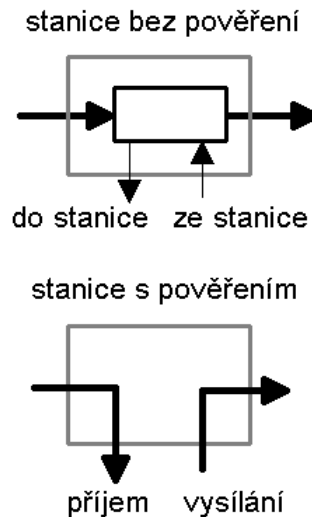 stanice bez pověření
do stanice ze stanice
stanice s pověřením
příjem vysílání